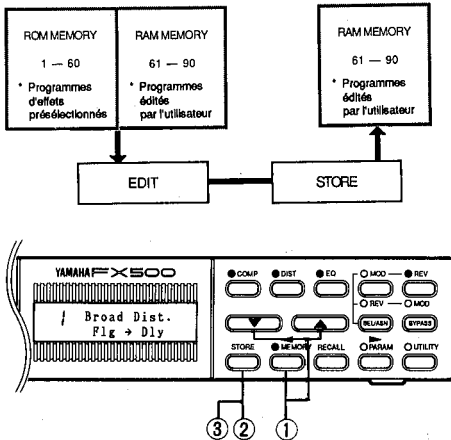 ROM MEMORY
1 — 60
* Programmes
d'effets
présélectionnés
RAM MEMORY
61 — 90
* Programmes
édités
par l'utilisateur
RAM MEMORY
61 — 90
* Programmes
édités
par l'utilisateur
EDIT
STORE
YAMAHA FX500
1 Broad Dist.
Flg → Dly
COMP DIST EQ MOD REV
REV MOD
SEL/ASN BYPASS
STORE MEMORY RECALL PARAM UTILITY
③ ② ①